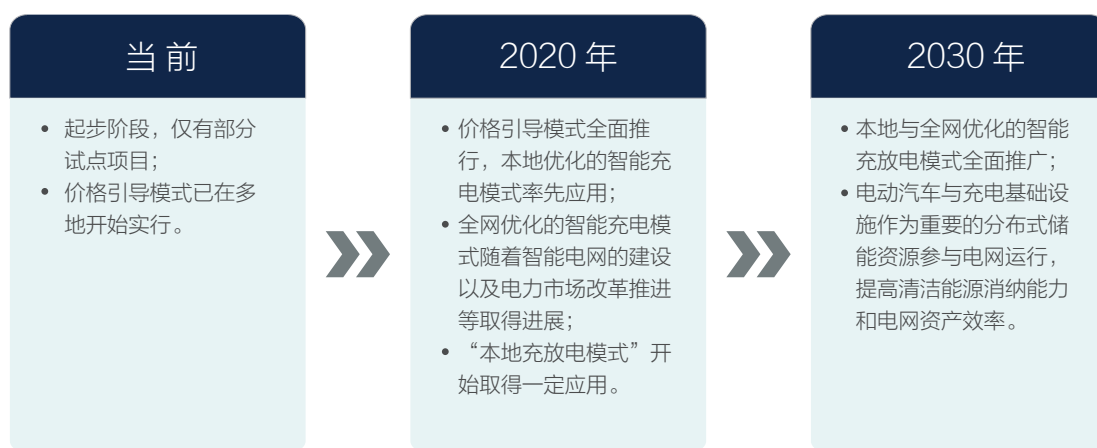 当前
• 起步阶段，仅有部分
试点项目；
• 价格引导模式已在多
地开始实行。
2020 年
• 价格引导模式全面推
行，本地优化的智能充
电模式率先应用；
• 全网优化的智能充电模
式随着智能电网的建设
以及电力市场改革推进
等取得进展；
• “本地充放电模式”开
始取得一定应用。
2030 年
• 本地与全网优化的智能
充放电模式全面推广；
• 电动汽车与充电基础设
施作为重要的分布式储
能资源参与电网运行，
提高清洁能源消纳能力
和电网资产效率。